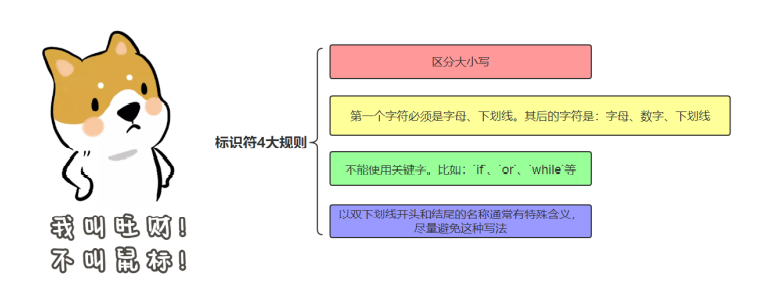 我叫旺财!
不叫鼠标!
标识符4大规则
区分大小写
第一个字符必须是字母、下划线。其后的字符是：字母、数字、下划线
不能使用关键字。比如：`if`、`or`、`while`等
以双下划线开头和结尾的名称通常有特殊含义，
尽量避免这种写法